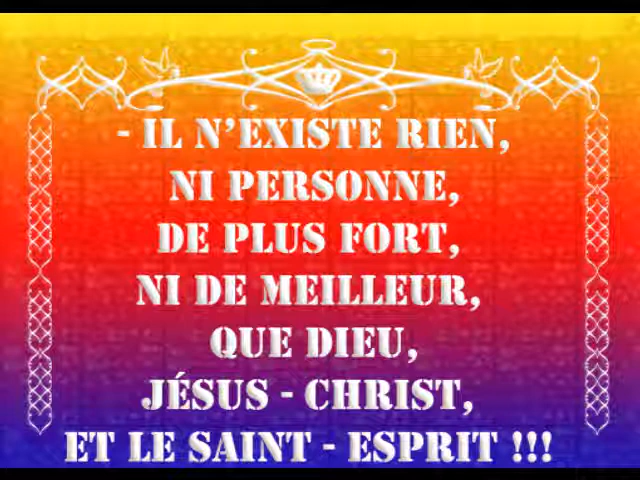 - IL N'EXISTE RIEN,
NI PERSONNE,
DE PLUS FORT,
NI DE MEILLEUR,
QUE DIEU,
JÉSUS - CHRIST,
ET LE SAINT - ESPRIT !!!